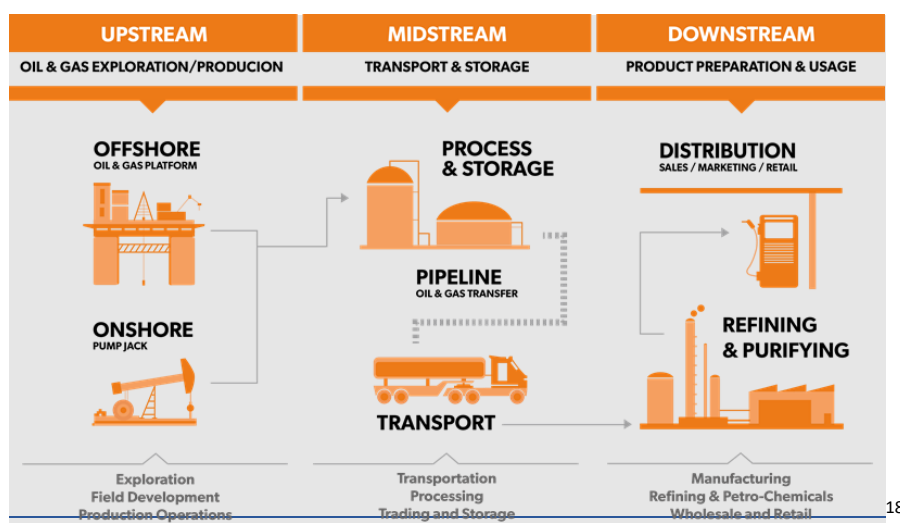 UPSTREAM
OIL & GAS EXPLORATION/PRODUCION
OFFSHORE
OIL & GAS PLATFORM
ONSHORE
PUMP JACK
Exploration
Field Development
Production Operations
MIDSTREAM
TRANSPORT & STORAGE
PROCESS
& STORAGE
PIPELINE
OIL & GAS TRANSFER
TRANSPORT
Transportation
Processing
Trading and Storage
DOWNSTREAM
PRODUCT PREPARATION & USAGE
DISTRIBUTION
SALES / MARKETING / RETAIL
REFINING
& PURIFYING
Manufacturing
Refining & Petro-Chemicals
Wholesale and Retail
18